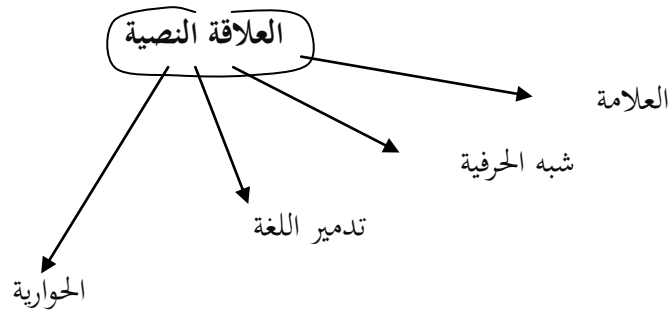 العلاقة النصية
العلامة
شبه الحرفية
تدمير اللغة
الحوارية